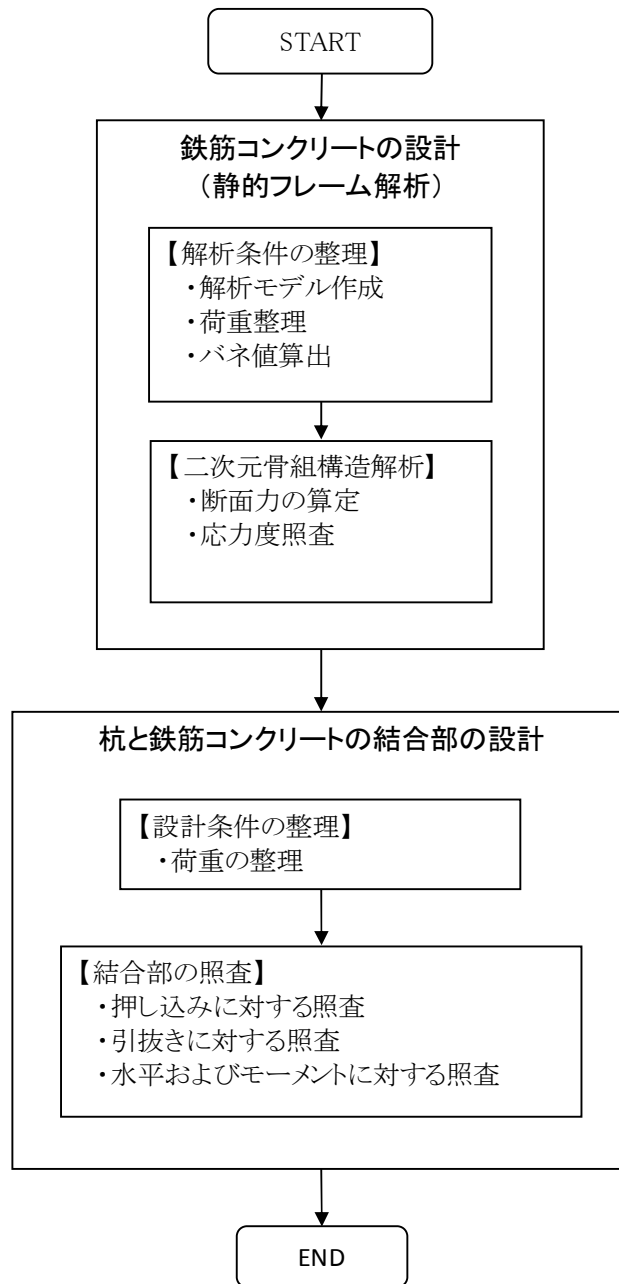 START
鉄筋コンクリートの設計
（静的フレーム解析）
【解析条件の整理】
・解析モデル作成
・荷重整理
・バネ値算出
【二次元骨組構造解析】
・断面力の算定
・応力度照査
杭と鉄筋コンクリートの結合部の設計
【設計条件の整理】
・荷重の整理
【結合部の照査】
・押し込みに対する照査
・引抜きに対する照査
・水平およびモーメントに対する照査
END